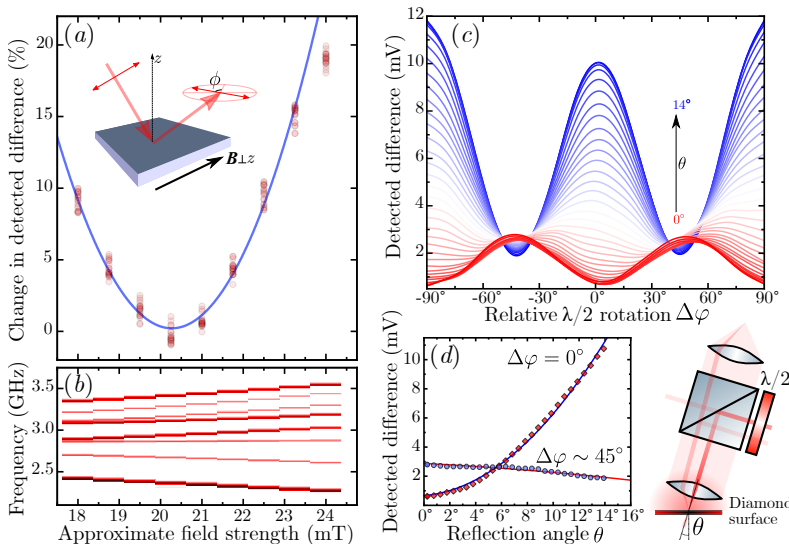 (a)
Change in detected difference (%)
20
15
10
5
0
z
ϕ
B⊥z
(b)
Frequency (GHz)
3.5
3.0
2.5
18 19 20 21 22 23 24
Approximate field strength (mT)
(c)
Detected difference (mV)
12
10
8
6
4
2
14°
θ
0°
-90° -60° -30° 0° 30° 60° 90°
Relative λ/2 rotation Δφ
(d)
Detected difference (mV)
10
8
6
4
2
0
Δφ = 0°
Δφ ∼ 45°
0° 2° 4° 6° 8° 10° 12° 14° 16°
Reflection angle θ
λ/2
Diamond
surface
θ